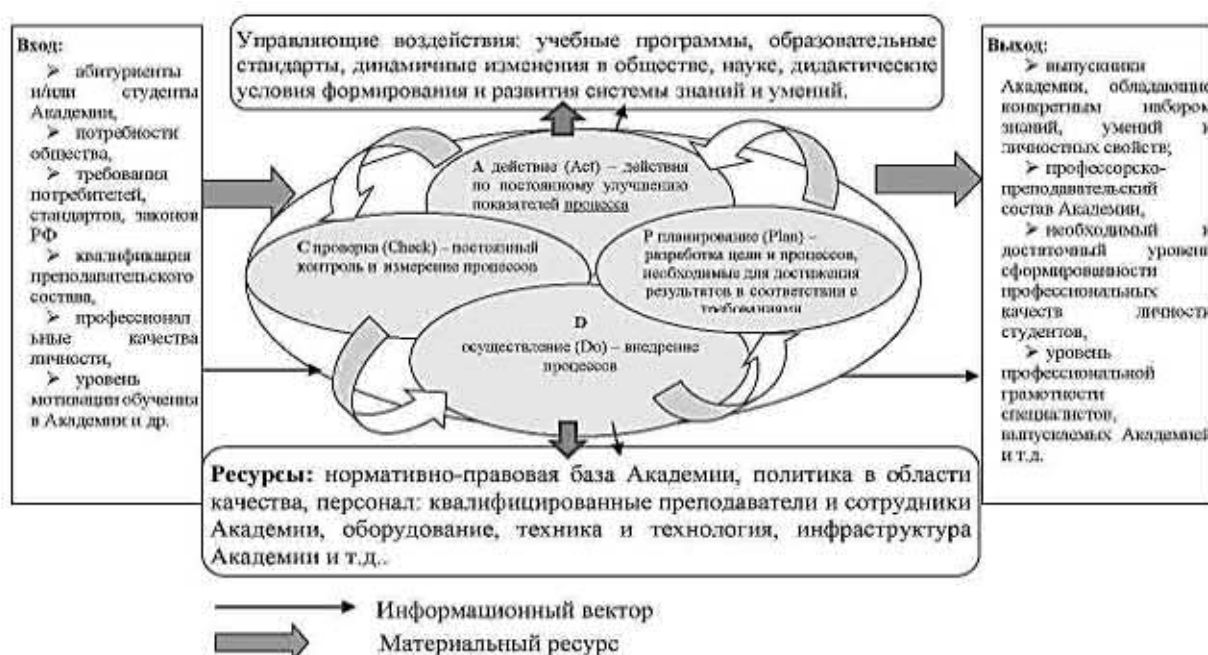 Вход:
➢ абитуриенты
и/или студенты
Академии,
➢ потребности
общества,
➢ требования
потребителей,
стандартов, законов
РФ
➢ квалификация
преподавательского
состава,
➢ профессионал
ьные качества
личности,
➢ уровень
мотивации обучения
в Академии и др.
Управляющие воздействия: учебные программы, образовательные
стандарты, динамичные изменения в обществе, науке, дидактические
условия формирования и развития системы знаний и умений.
А действие (Act) – действия
по постоянному улучшению
показателей процесса
С проверка (Check) – постоянный
контроль и измерение процессов
Р планирование (Plan) –
разработка цели и процессов,
необходимые для достижения
результатов в соответствии с
требованиями
D
осуществление (Do) – внедрение
процессов
Выход:
➢ выпускники
Академии, обладающие
конкретным набором
знаний, умений и
личностных свойств;
➢ профессорско-
преподавательский
состав Академии,
➢ необходимый и
достаточный уровень
сформированности
профессиональных
качеств личности
студентов,
➢ уровень
профессиональной
грамотности
специалистов,
выпускаемых Академией
и т.д.
Ресурсы: нормативно-правовая база Академии, политика в области
качества, персонал: квалифицированные преподаватели и сотрудники
Академии, оборудование, техника и технология, инфраструктура
Академии и т.д..
Информационный вектор
Материальный ресурс